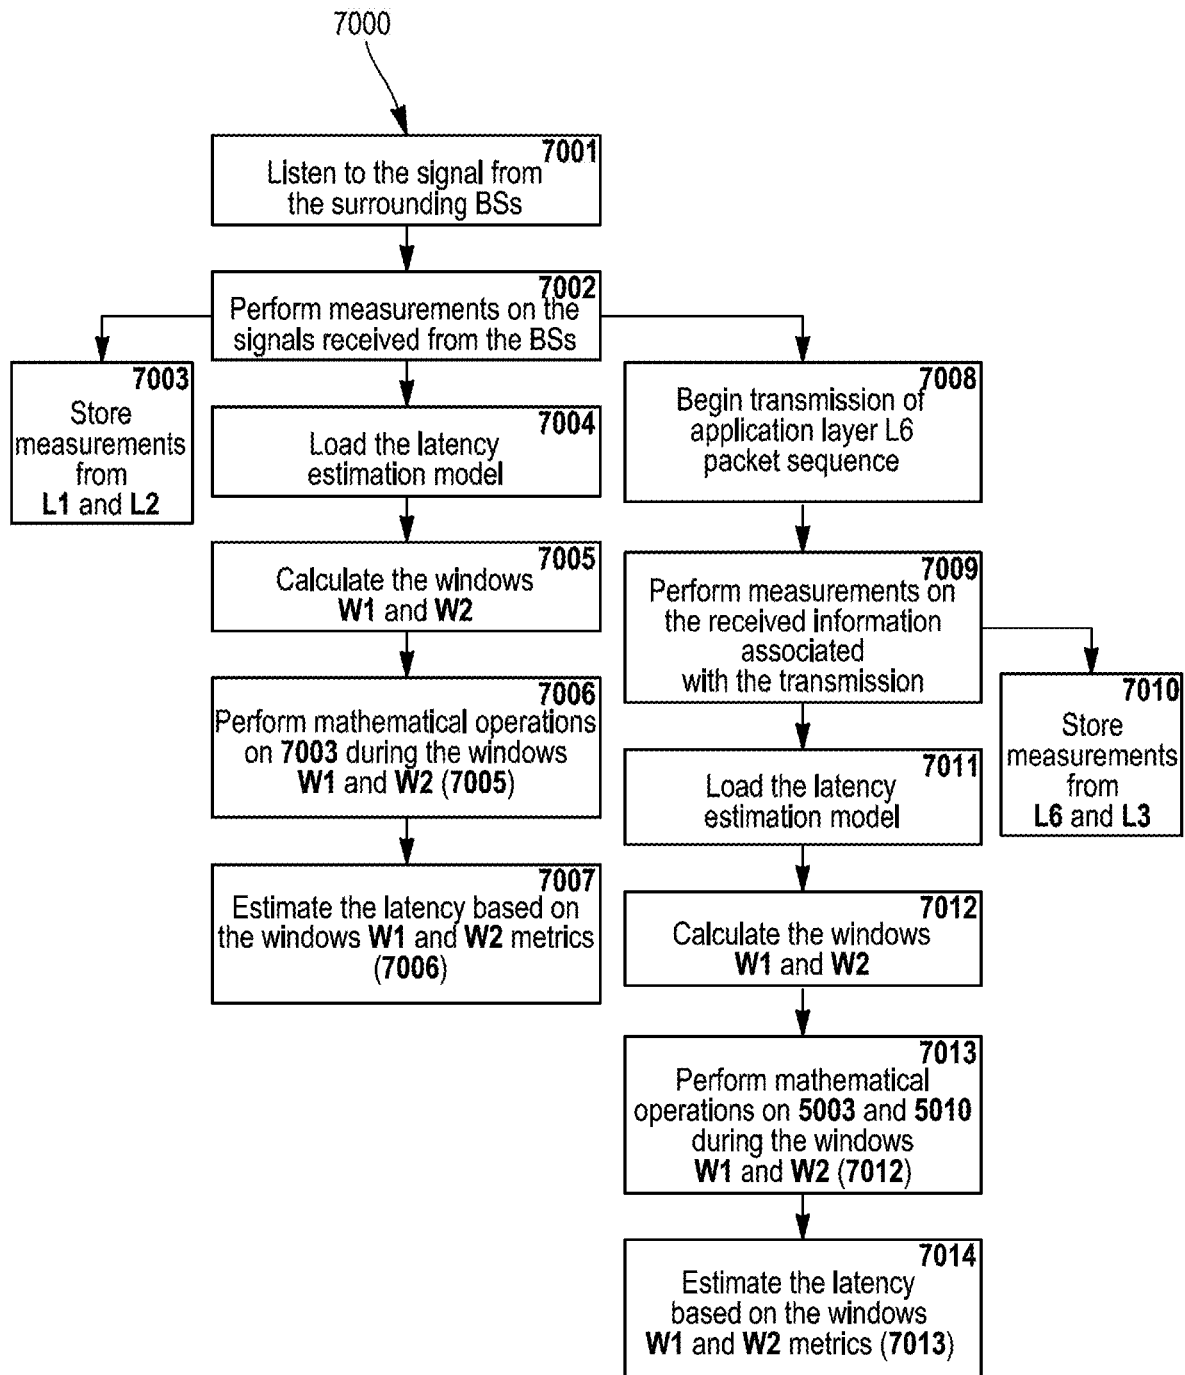 7000
7001
Listen to the signal from
the surrounding BSs
7002
Perform measurements on the
signals received from the BSs
7003
Store
measurements
from
L1 and L2
7004
Load the latency
estimation model
7005
Calculate the windows
W1 and W2
7006
Perform mathematical operations
on 7003 during the windows
W1 and W2 (7005)
7007
Estimate the latency based on
the windows W1 and W2 metrics
(7006)
7008
Begin transmission of
application layer L6
packet sequence
7009
Perform measurements on
the received information
associated
with the transmission
7010
Store
measurements
from
L6 and L3
7011
Load the latency
estimation model
7012
Calculate the windows
W1 and W2
7013
Perform mathematical
operations on 5003 and 5010
during the windows
W1 and W2 (7012)
7014
Estimate the latency
based on the windows
W1 and W2 metrics (7013)